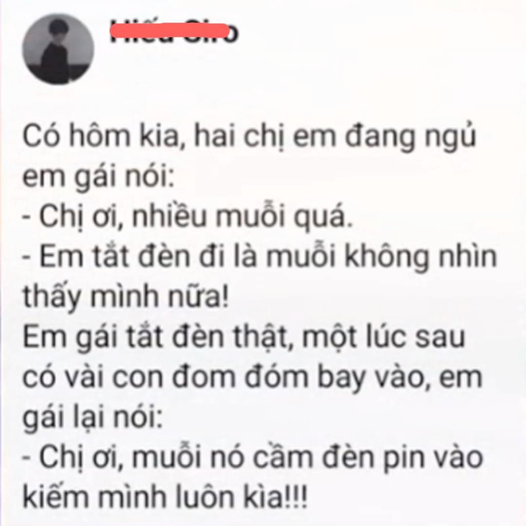 Có hôm kia, hai chị em đang ngủ
em gái nói:
- Chị ơi, nhiều muỗi quá.
- Em tắt đèn đi là muỗi không nhìn
thấy mình nữa!
Em gái tắt đèn thật, một lúc sau
có vài con đom đóm bay vào, em
gái lại nói:
- Chị ơi, muỗi nó cầm đèn pin vào
kiếm mình luôn kìa!!!